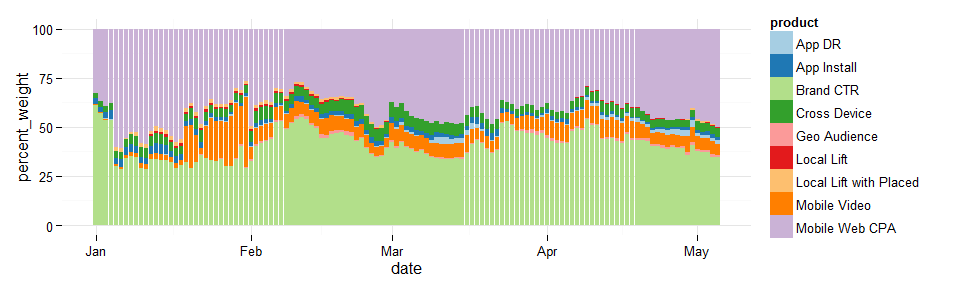 percent_weight
100
75
50
25
0
Jan Feb Mar Apr May
date
product
App DR
App Install
Brand CTR
Cross Device
Geo Audience
Local Lift
Local Lift with Placed
Mobile Video
Mobile Web CPA